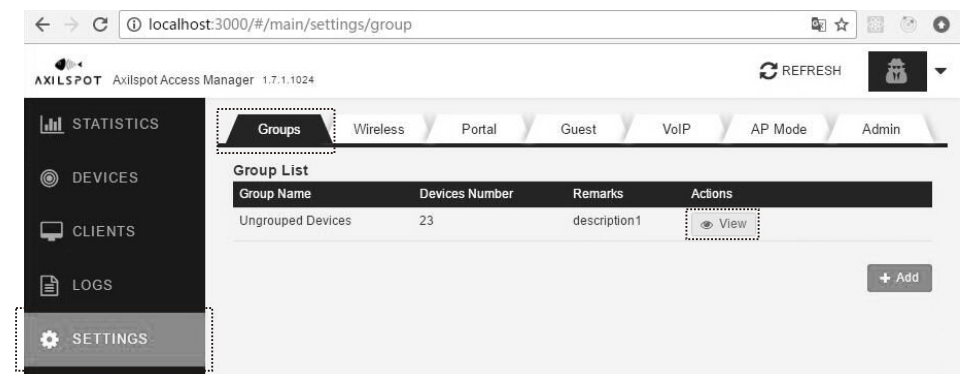 localhost:3000/#/main/settings/group
AXILSPOT Axilspot Access Manager 1.7.1.1024
REFRESH
STATISTICS
DEVICES
CLIENTS
LOGS
SETTINGS
Groups Wireless Portal Guest VoIP AP Mode Admin
Group List
Group Name Devices Number Remarks Actions
Ungrouped Devices 23 description1 View
+ Add